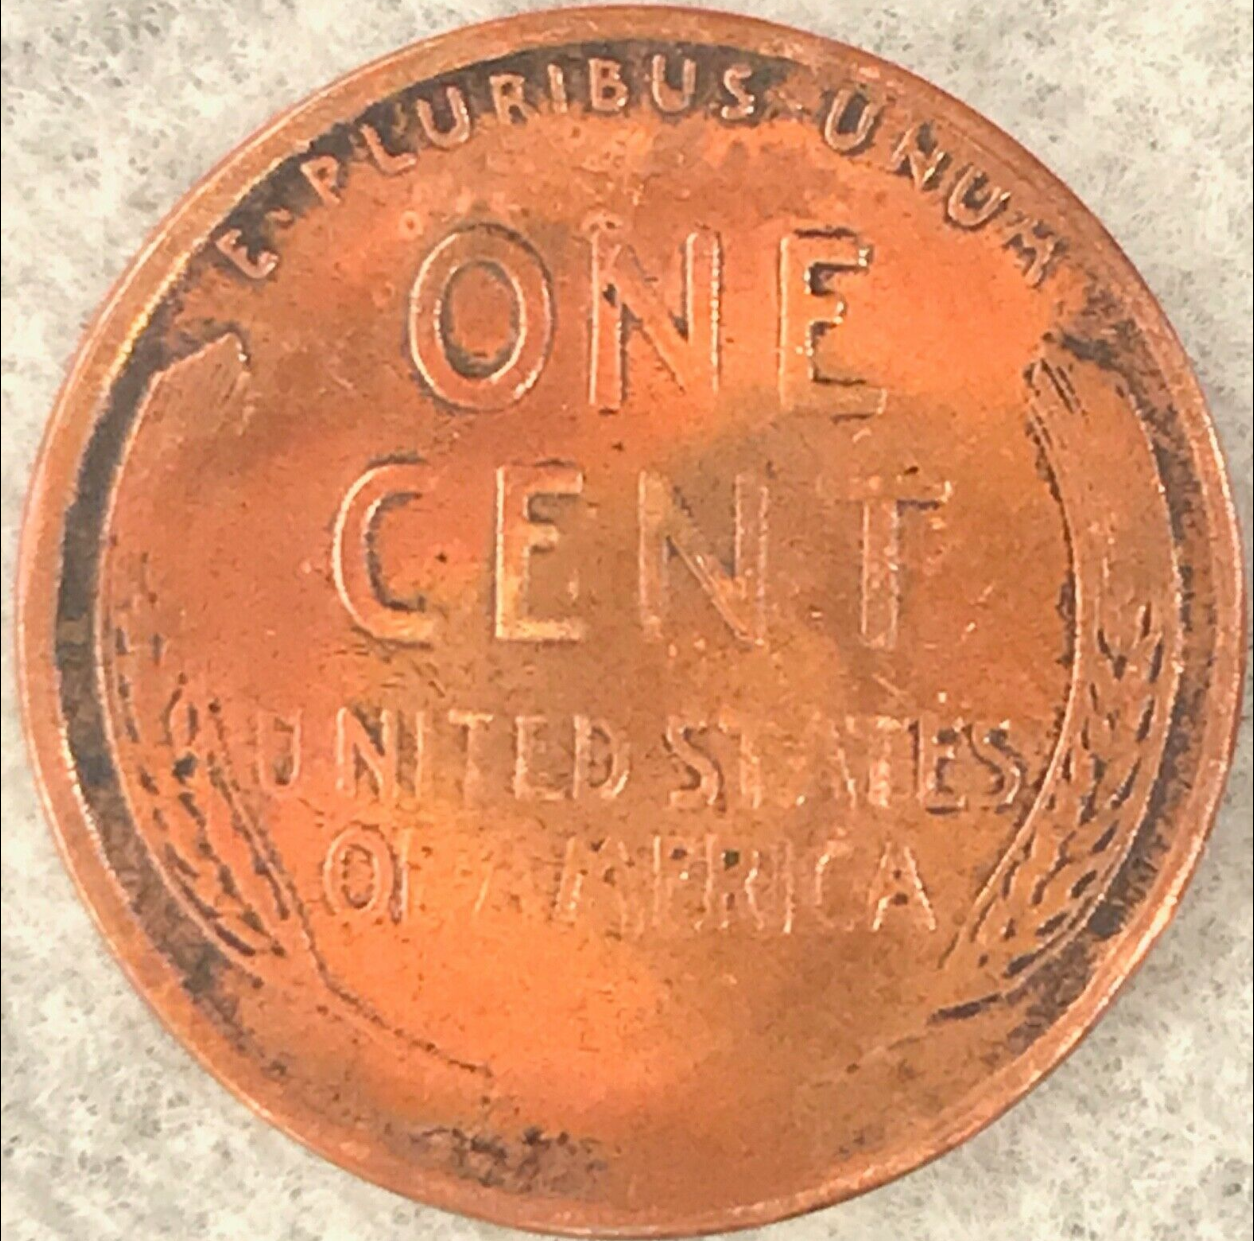 E · PLURIBUS UNUM
ONE
CENT
UNITED STATES
OF AMERICA